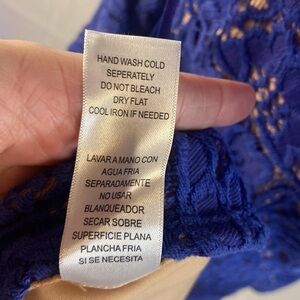 HAND WASH COLD
SEPERATELY
DO NOT BLEACH
DRY FLAT
COOL IRON IF NEEDED
LAVAR A MANO CON
AGUA FRIA
SEPARADAMENTE
NO USAR
BLANQUEADOR
SECAR SOBRE
SUPERFICIE PLANA
PLANCHA FRIA
SI SE NECESITA